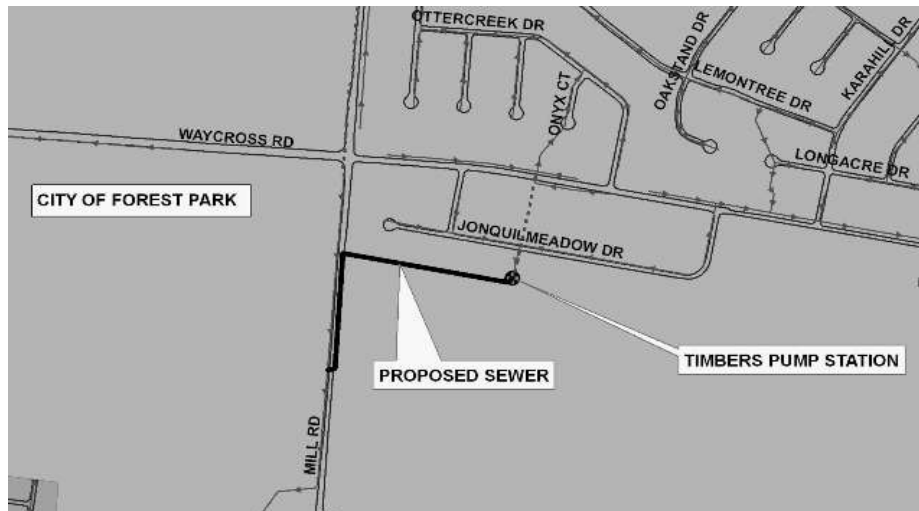 OTTERCREEK DR
OAKSTAND DR
KARAHILL DR
LEMONTREE DR
ONYX CT
WAYCROSS RD
LONGACRE DR
CITY OF FOREST PARK
JONQUILMEADOW DR
TIMBERS PUMP STATION
PROPOSED SEWER
MILL RD